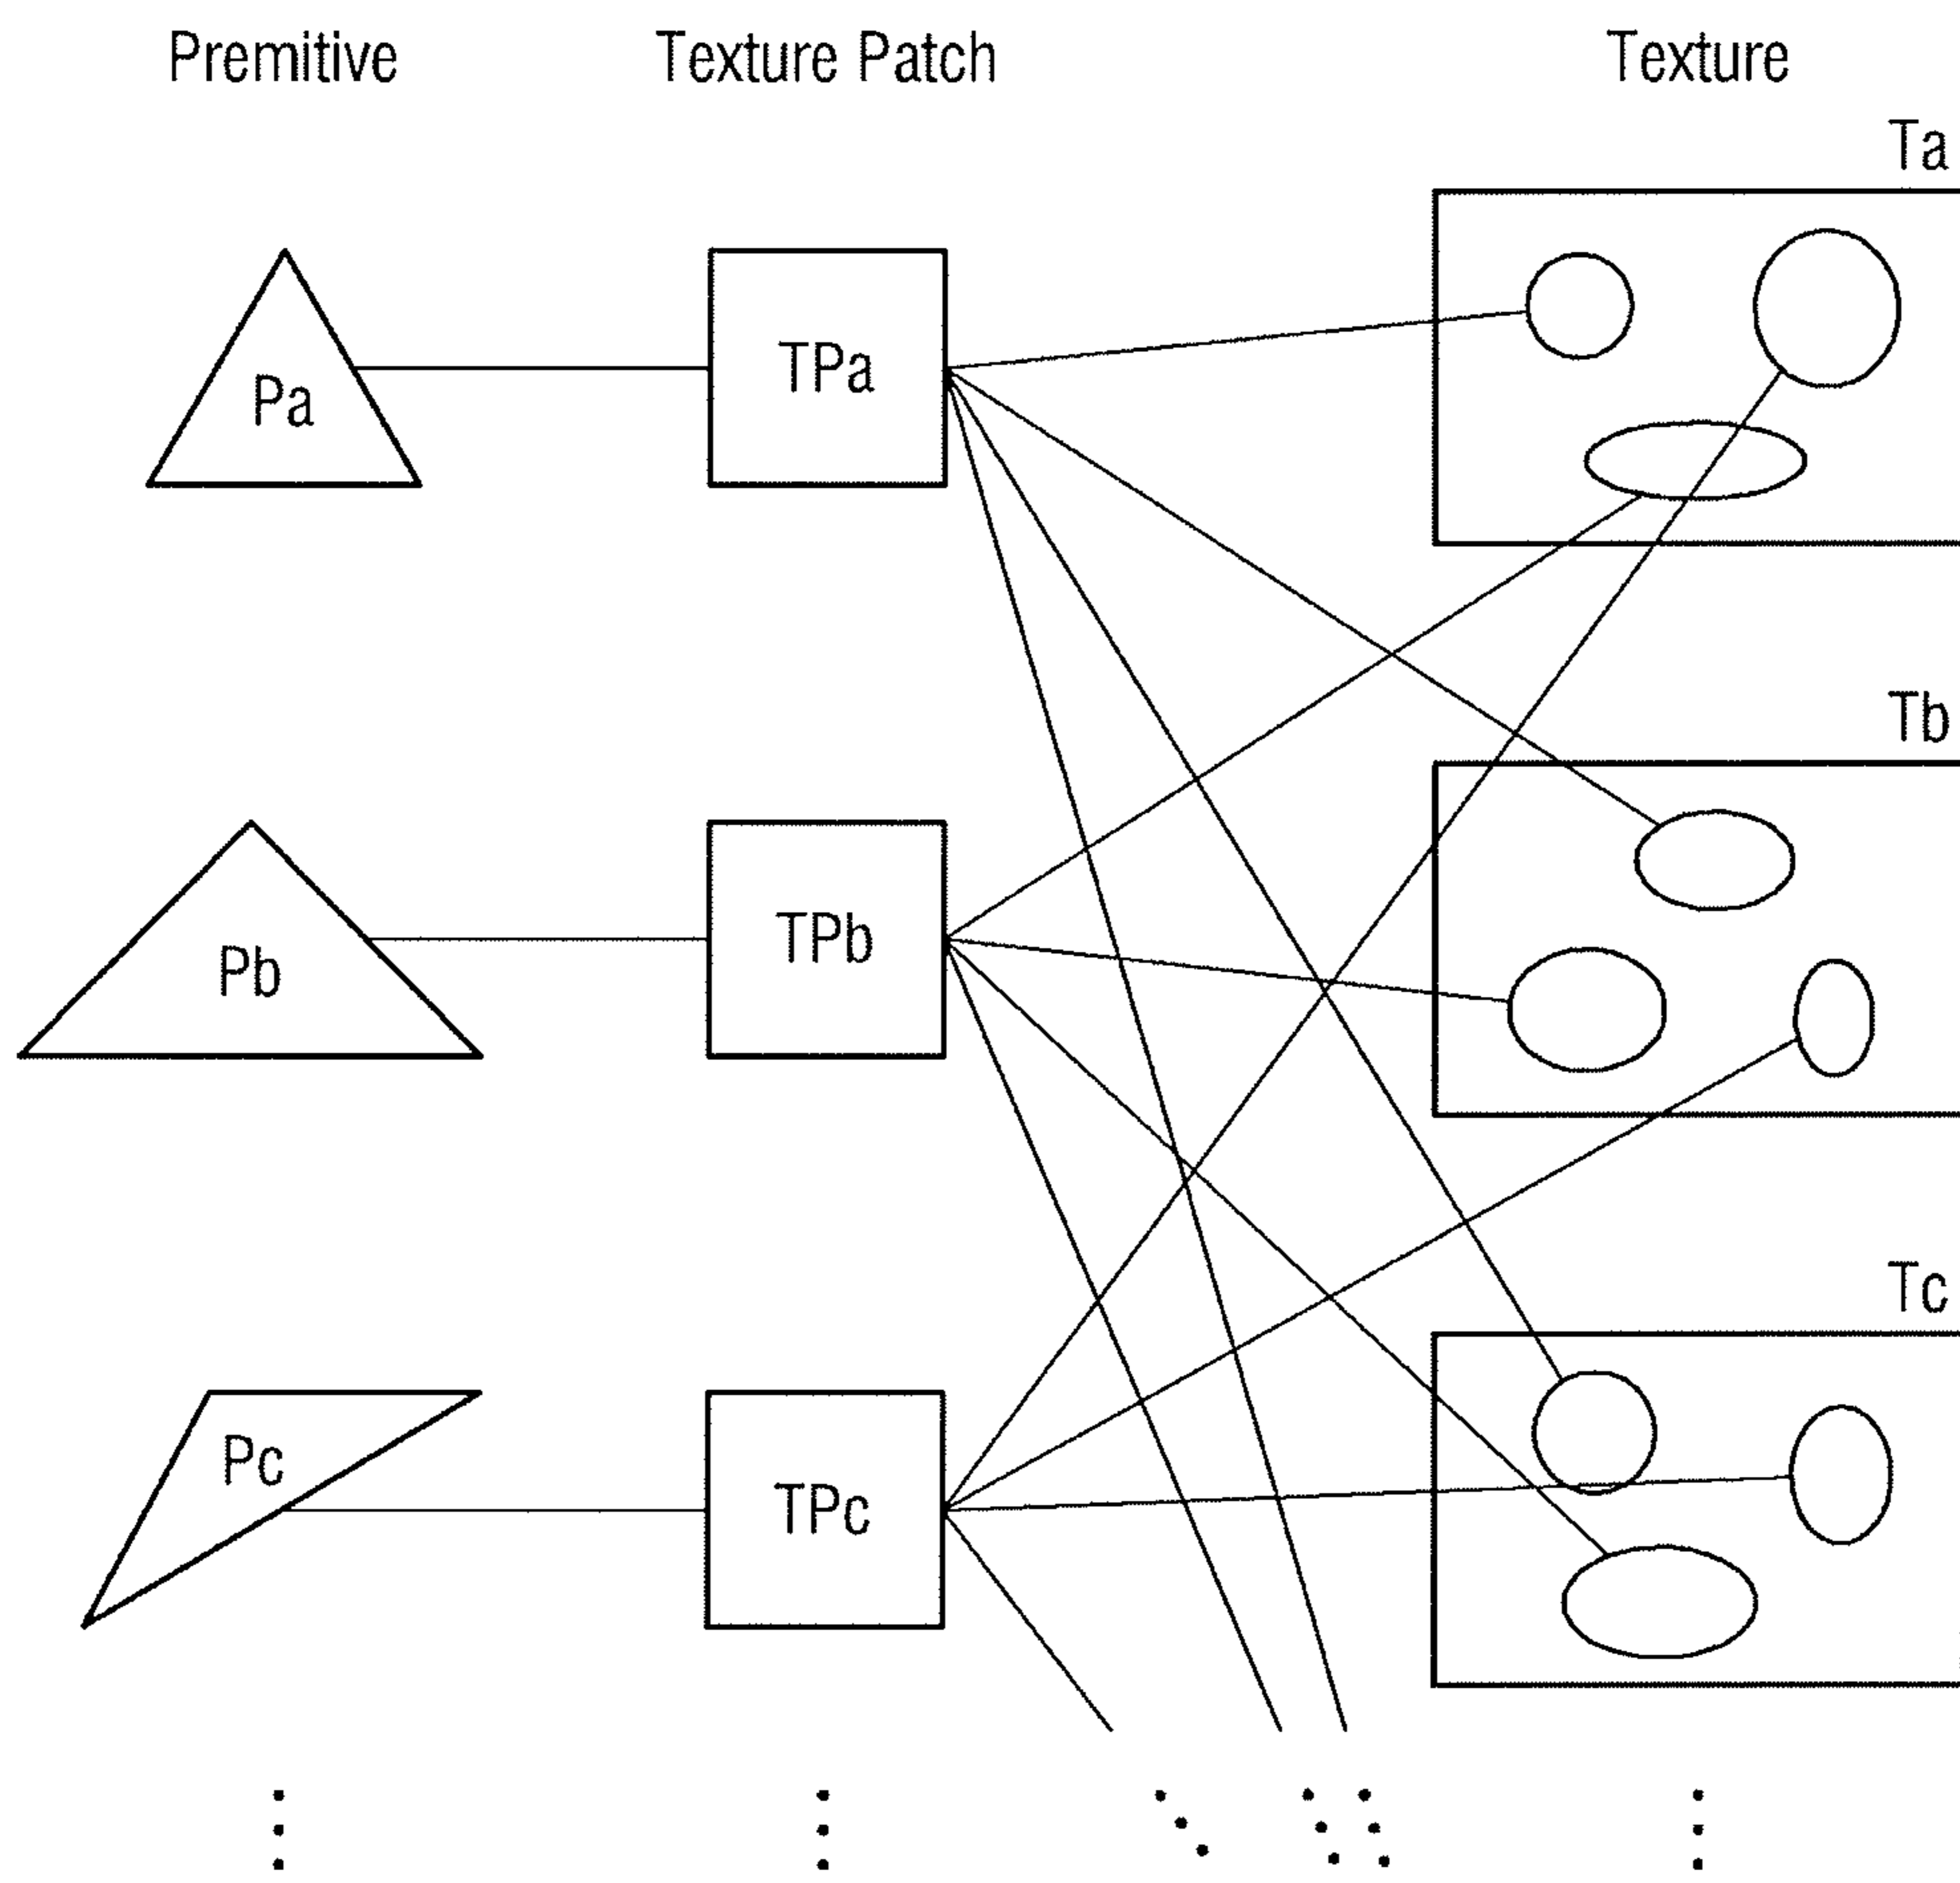 Premitive Texture Patch Texture
Ta
Pa TPa
Tb
Pb TPb
Tc
Pc TPc